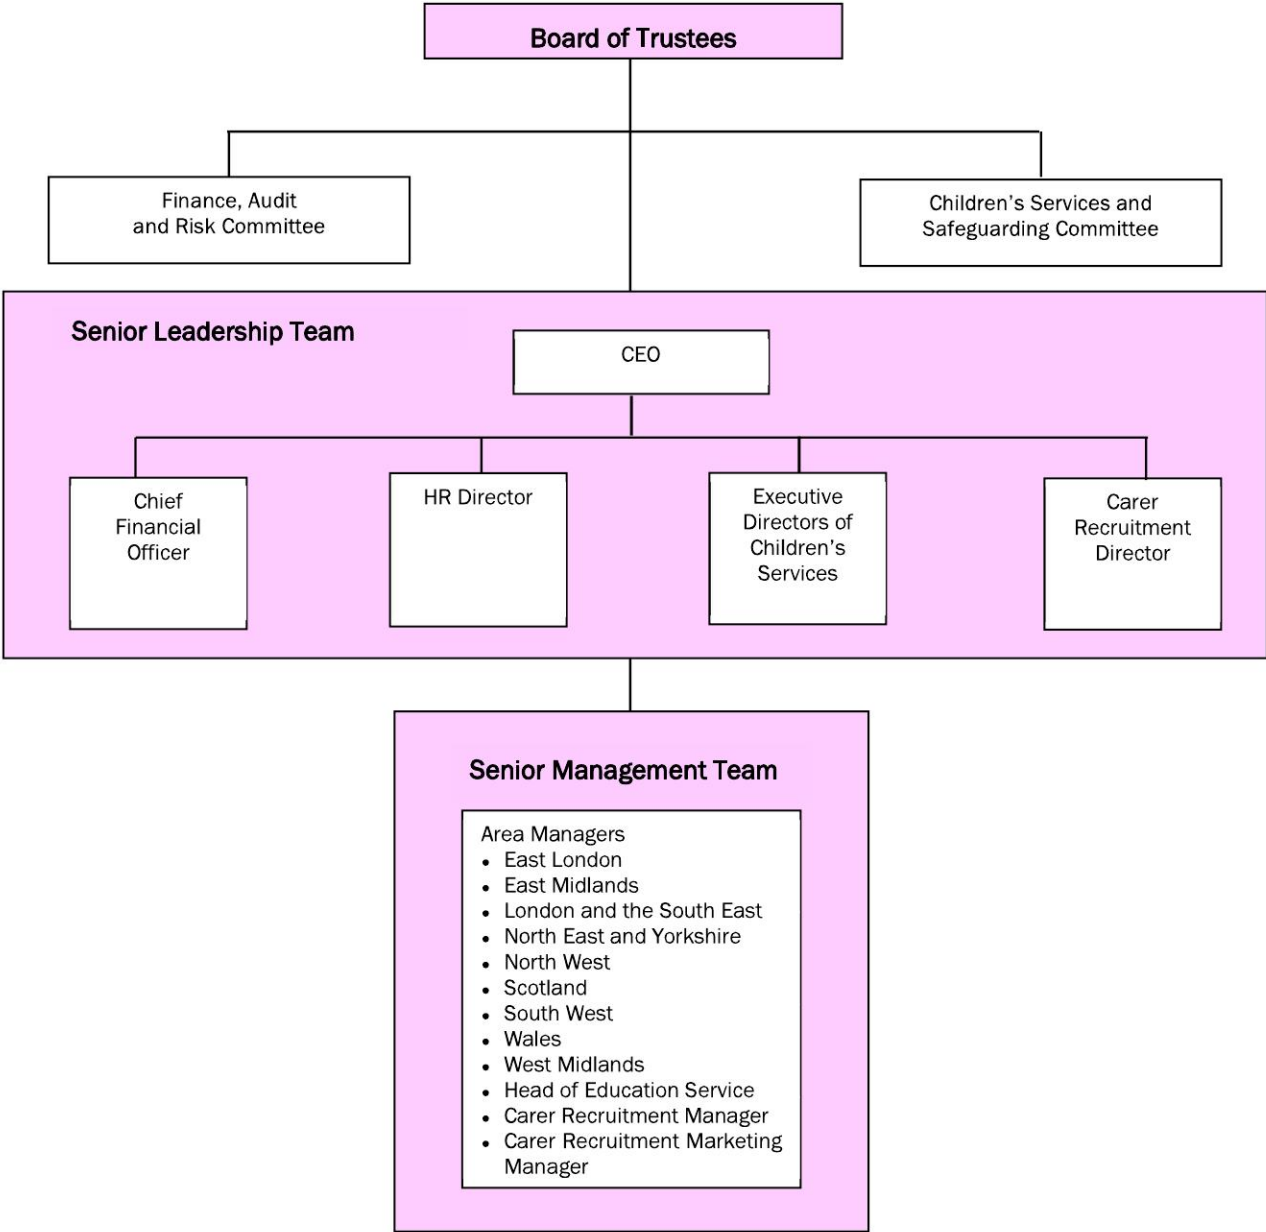 Board of Trustees
Finance, Audit
and Risk Committee
Children’s Services and
Safeguarding Committee
Senior Leadership Team
CEO
Chief
Financial
Officer
HR Director
Executive
Directors of
Children’s
Services
Carer
Recruitment
Director
Senior Management Team
Area Managers
• East London
• East Midlands
• London and the South East
• North East and Yorkshire
• North West
• Scotland
• South West
• Wales
• West Midlands
• Head of Education Service
• Carer Recruitment Manager
• Carer Recruitment Marketing
Manager